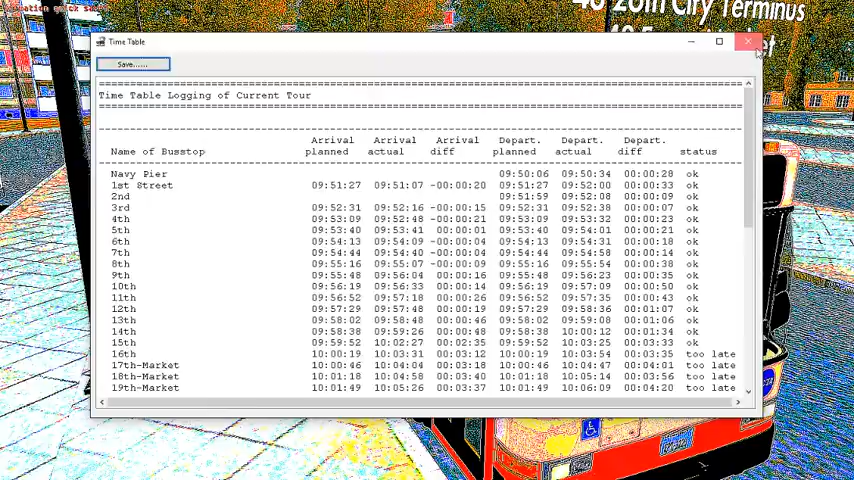 40 20th City Terminus
Time Table
Save......
Time Table Logging of Current Tour
Arrival Arrival Arrival Depart. Depart. Depart.
Name of Busstop planned actual diff planned actual diff status
Navy Pier 09:50:06 09:50:34 00:00:28 ok
1st Street 09:51:27 09:51:07 -00:00:20 09:51:27 09:52:00 00:00:33 ok
2nd 09:51:59 09:52:08 00:00:09 ok
3rd 09:52:31 09:52:16 -00:00:15 09:52:31 09:52:38 00:00:07 ok
4th 09:53:09 09:52:48 -00:00:21 09:53:09 09:53:32 00:00:23 ok
5th 09:53:40 09:53:41 00:00:01 09:53:40 09:54:01 00:00:21 ok
6th 09:54:13 09:54:09 -00:00:04 09:54:13 09:54:31 00:00:18 ok
7th 09:54:44 09:54:40 -00:00:04 09:54:44 09:54:58 00:00:14 ok
8th 09:55:16 09:55:07 -00:00:09 09:55:16 09:55:54 00:00:38 ok
9th 09:55:48 09:56:04 00:00:16 09:55:48 09:56:23 00:00:35 ok
10th 09:56:19 09:56:33 00:00:14 09:56:19 09:57:09 00:00:50 ok
11th 09:56:52 09:57:18 00:00:26 09:56:52 09:57:35 00:00:43 ok
12th 09:57:29 09:57:48 00:00:19 09:57:29 09:58:36 00:01:07 ok
13th 09:58:02 09:58:48 00:00:46 09:58:02 09:59:08 00:01:06 ok
14th 09:58:38 09:59:26 00:00:48 09:58:38 10:00:12 00:01:34 ok
15th 09:59:52 10:02:27 00:02:35 09:59:52 10:03:25 00:03:33 ok
16th 10:00:19 10:03:31 00:03:12 10:00:19 10:03:54 00:03:35 too late
17th-Market 10:00:46 10:04:04 00:03:18 10:00:46 10:04:47 00:04:01 too late
18th-Market 10:01:18 10:04:58 00:03:40 10:01:18 10:05:14 00:03:56 too late
19th-Market 10:01:49 10:05:26 00:03:37 10:01:49 10:06:09 00:04:20 too late